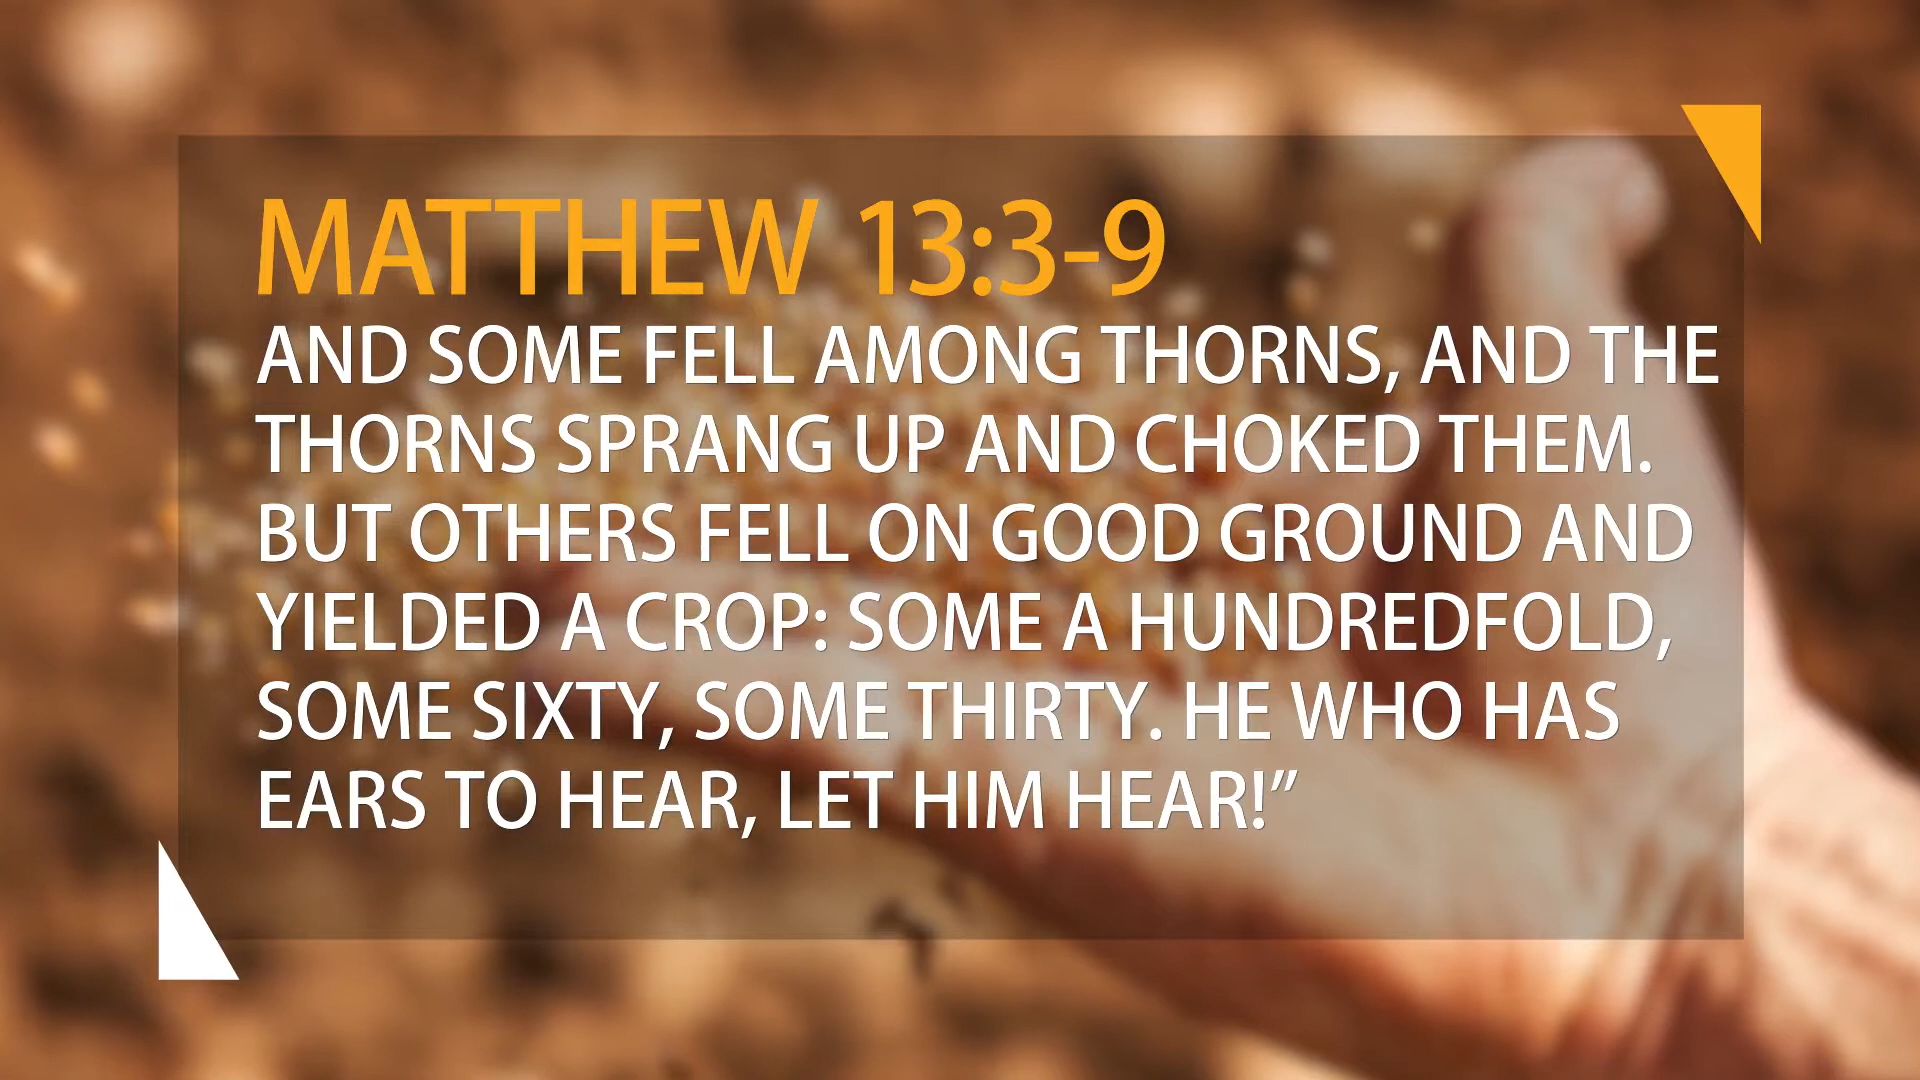 MATTHEW 13:3-9
AND SOME FELL AMONG THORNS, AND THE
THORNS SPRANG UP AND CHOKED THEM.
BUT OTHERS FELL ON GOOD GROUND AND
YIELDED A CROP: SOME A HUNDREDFOLD,
SOME SIXTY, SOME THIRTY. HE WHO HAS
EARS TO HEAR, LET HIM HEAR!”